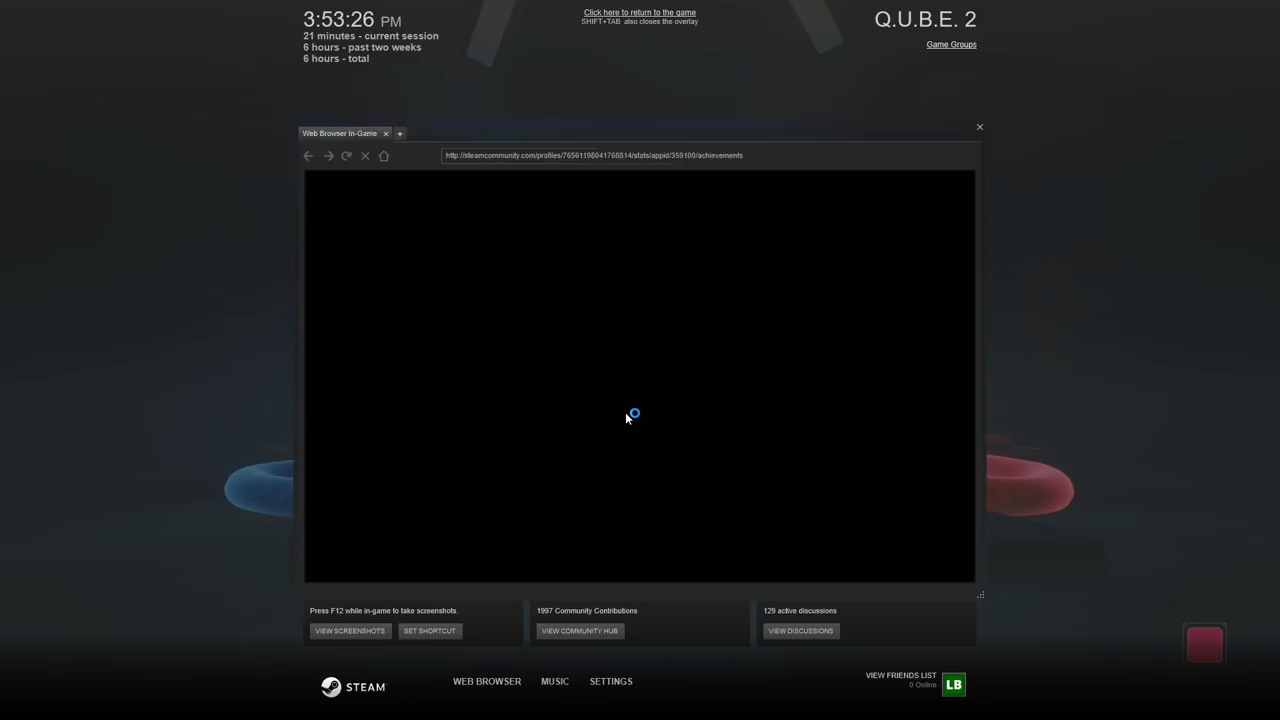 3:53:26 PM
21 minutes - current session
6 hours - past two weeks
6 hours - total
Click here to return to the game
SHIFT+TAB also closes the overlay
Q.U.B.E. 2
Game Groups
Web Browser In-Game
http://steamcommunity.com/profiles/76561198041768814/stats/appid/359100/achievements
Press F12 while in-game to take screenshots.
VIEW SCREENSHOTS
SET SHORTCUT
1997 Community Contributions
VIEW COMMUNITY HUB
129 active discussions
VIEW DISCUSSIONS
STEAM
WEB BROWSER
MUSIC
SETTINGS
VIEW FRIENDS LIST
0 Online
LB